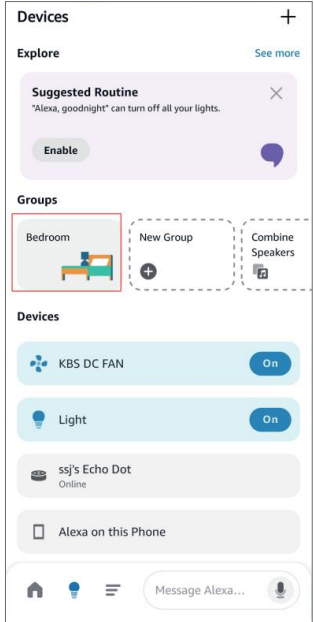 Devices
Explore
See more
Suggested Routine
"Alexa, goodnight" can turn off all your lights.
Enable
Groups
Bedroom
New Group
Combine
Speakers
Devices
KBS DC FAN
On
Light
On
ssj's Echo Dot
Online
Alexa on this Phone
Message Alexa...